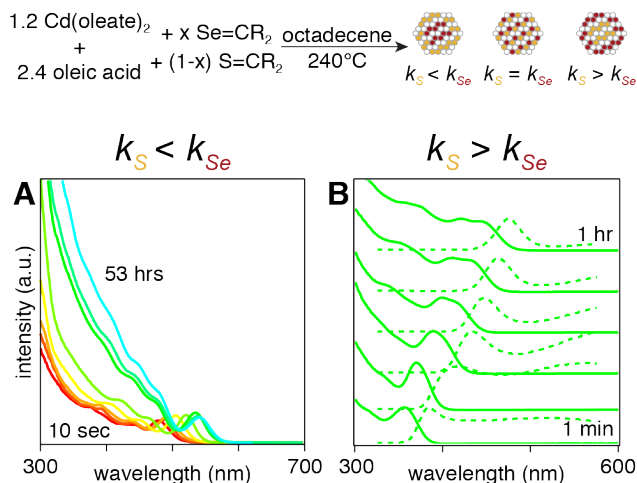 1.2 Cd(oleate)2
+
2.4 oleic acid
+ x Se=CR2
+ (1-x) S=CR2
octadecene
240°C
kS < kSe
kS = kSe
kS > kSe
kS < kSe
kS > kSe
A
53 hrs
10 sec
intensity (a.u.)
300
700
wavelength (nm)
B
1 hr
1 min
300
600
wavelength (nm)